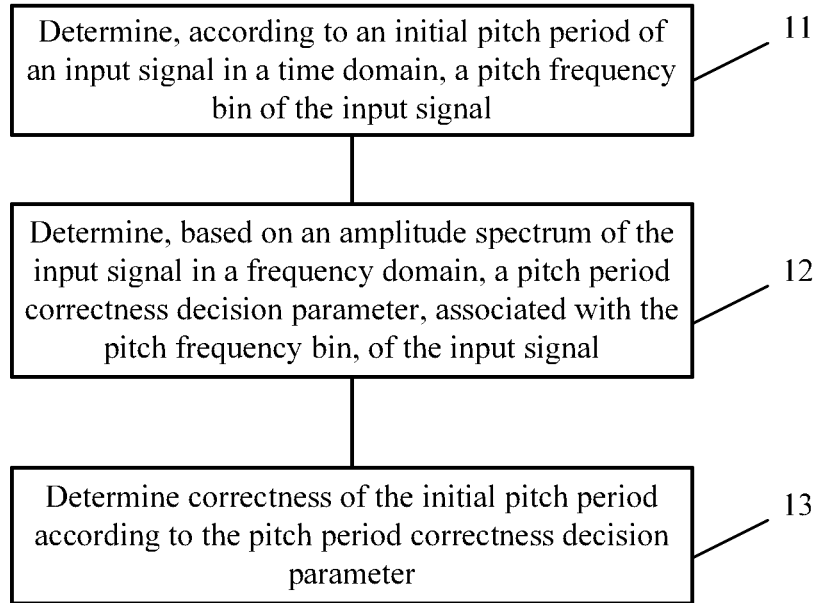 Determine, according to an initial pitch period of
an input signal in a time domain, a pitch frequency
bin of the input signal
11
Determine, based on an amplitude spectrum of the
input signal in a frequency domain, a pitch period
correctness decision parameter, associated with the
pitch frequency bin, of the input signal
12
Determine correctness of the initial pitch period
according to the pitch period correctness decision
parameter
13